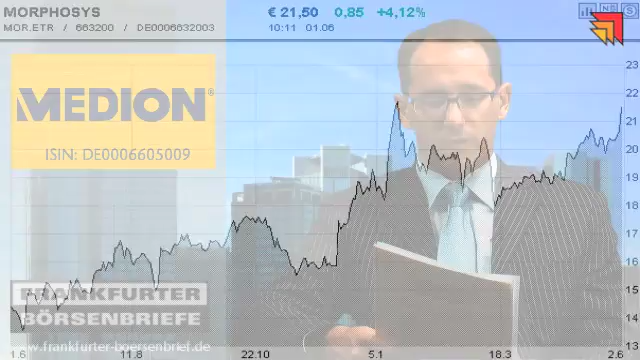 MORPHOSYS € 21,50 0,85 +4,12%
MOR.ETR / 663200 / DE0006632003 10:11 01.06
MEDION®
ISIN: DE0006605009
23
22
21
20
19
18
17
16
15
14
13
FRANKFURTER
BÖRSENBRIEFE
www.frankfurter-boersenbrief.de
1.6 11.8 22.10 5.1 18.3 2.6